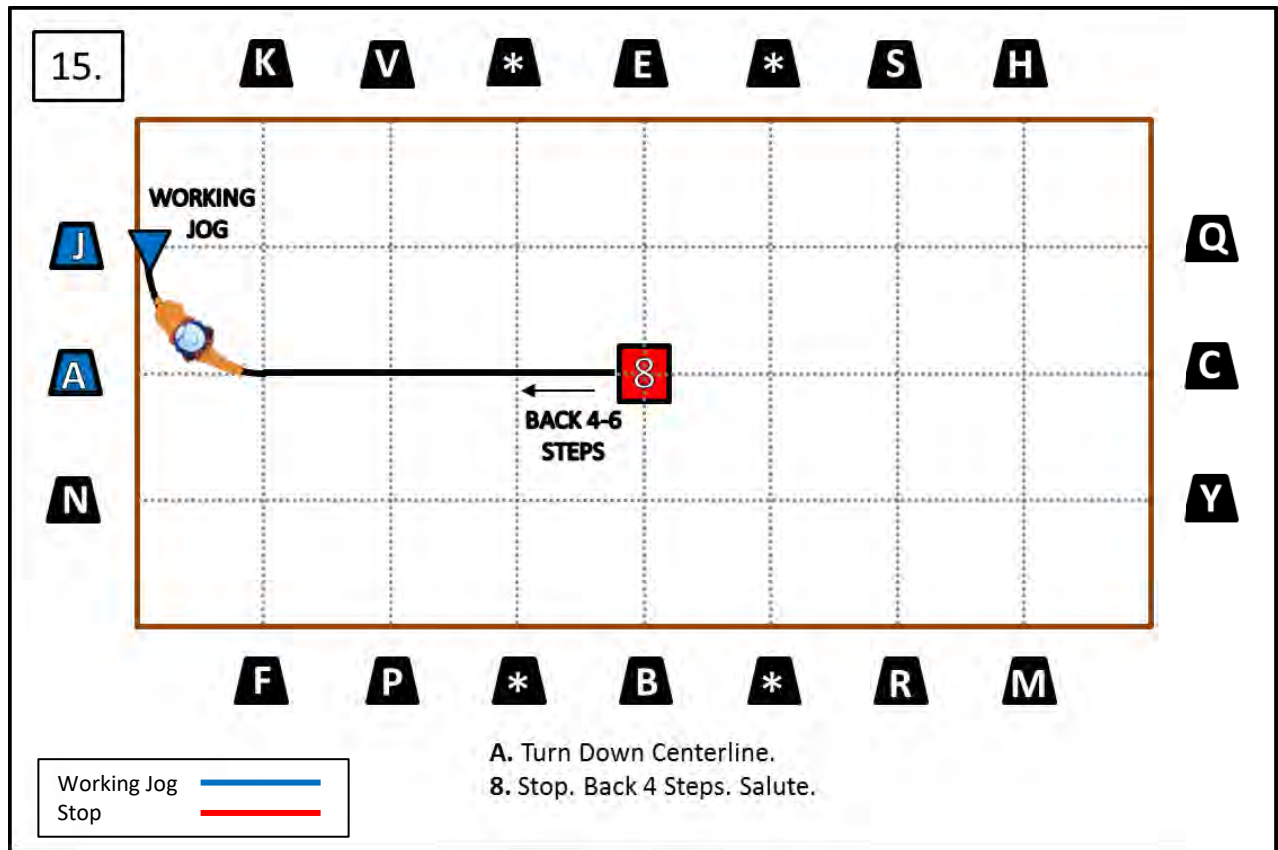 15.
K V * E * S H
WORKING
JOG
J
Q
A
8
C
BACK 4-6
STEPS
N
Y
F P * B * R M
A. Turn Down Centerline.
8. Stop. Back 4 Steps. Salute.
Working Jog
Stop